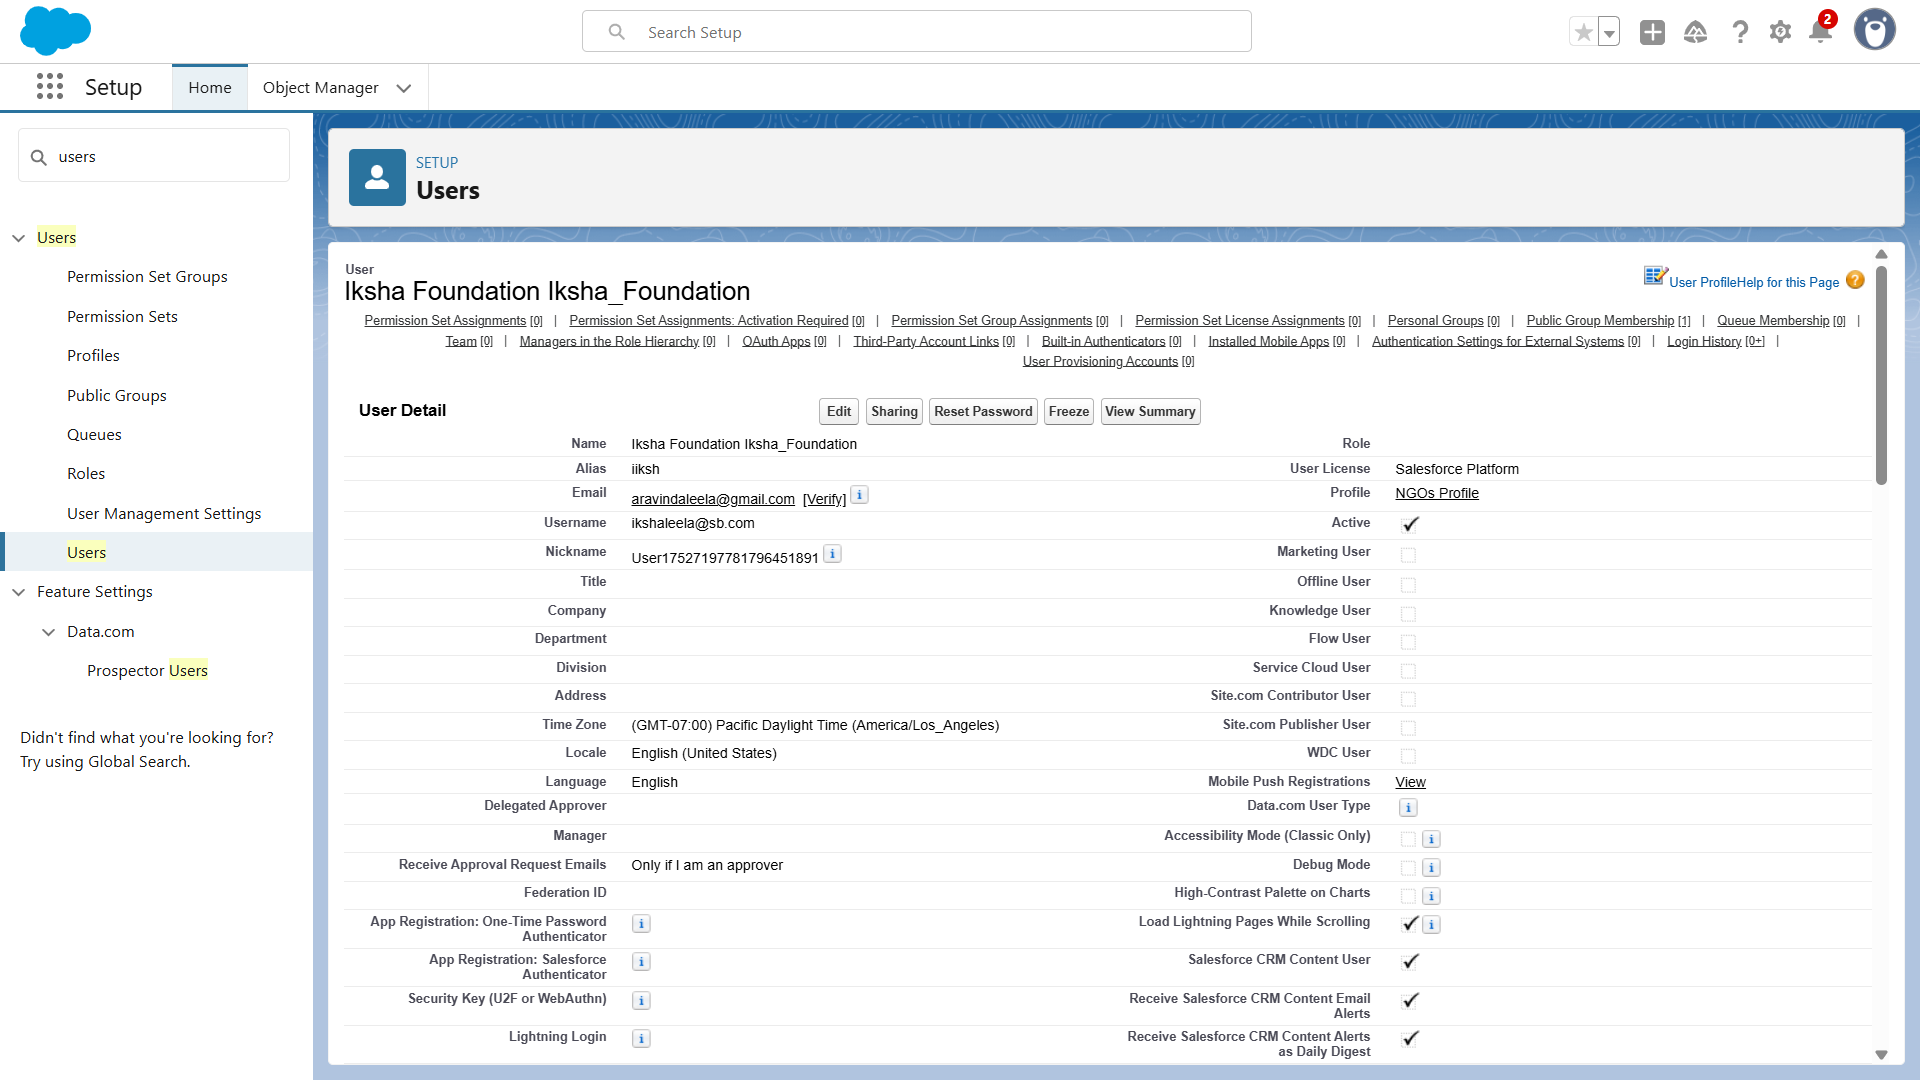 Search Setup
2
Setup
Home
Object Manager
users
Users
Permission Set Groups
Permission Sets
Profiles
Public Groups
Queues
Roles
User Management Settings
Users
Feature Settings
Data.com
Prospector Users
Didn't find what you're looking for?
Try using Global Search.
SETUP
Users
User
Iksha Foundation Iksha_Foundation
User Profile Help for this Page ?
Permission Set Assignments [0] | Permission Set Assignments: Activation Required [0] | Permission Set Group Assignments [0] | Permission Set License Assignments [0] | Personal Groups [0] | Public Group Membership [1] | Queue Membership [0] |
Team [0] | Managers in the Role Hierarchy [0] | OAuth Apps [0] | Third-Party Account Links [0] | Built-in Authenticators [0] | Installed Mobile Apps [0] | Authentication Settings for External Systems [0] | Login History [0+] |
User Provisioning Accounts [0]
User Detail
Edit Sharing Reset Password Freeze View Summary
Name Iksha Foundation Iksha_Foundation Role
Alias iiksh User License Salesforce Platform
Email aravindaleela@gmail.com [Verify] i Profile NGOs Profile
Username ikshaleela@sb.com Active
Nickname User17527197781796451891 i Marketing User
Title Offline User
Company Knowledge User
Department Flow User
Division Service Cloud User
Address Site.com Contributor User
Time Zone (GMT-07:00) Pacific Daylight Time (America/Los_Angeles) Site.com Publisher User
Locale English (United States) WDC User
Language English Mobile Push Registrations View
Delegated Approver Data.com User Type i
Manager Accessibility Mode (Classic Only) i
Receive Approval Request Emails Only if I am an approver Debug Mode i
Federation ID High-Contrast Palette on Charts i
App Registration: One-Time Password Authenticator i Load Lightning Pages While Scrolling i
App Registration: Salesforce Authenticator i Salesforce CRM Content User
Security Key (U2F or WebAuthn) i Receive Salesforce CRM Content Email Alerts
Lightning Login i Receive Salesforce CRM Content Alerts as Daily Digest